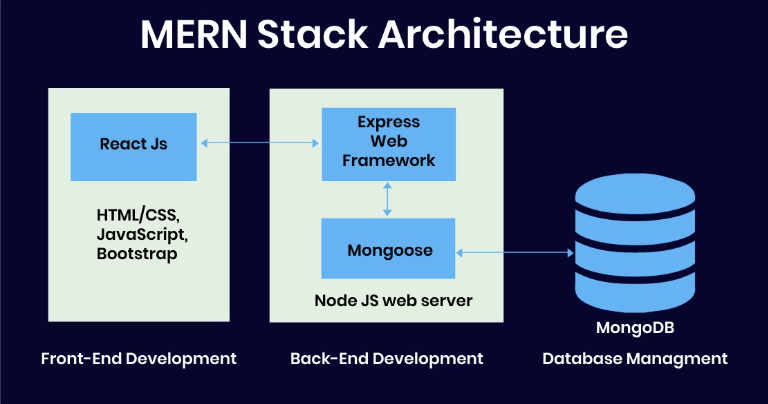 MERN Stack Architecture
React Js
HTML/CSS,
JavaScript,
Bootstrap
Front-End Development
Express
Web
Framework
Mongoose
Node JS web server
Back-End Development
MongoDB
Database Managment